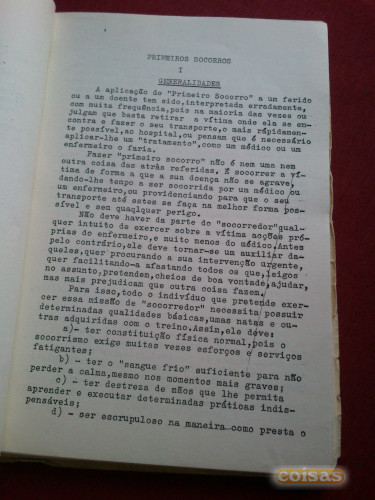 PRIMEIROS SOCORROS
I
GENERALIDADES
A aplicação de "Primeiro Socorro" a um ferido
ou a um doente tem sido,interpretada erradamente,
com muita frequência,pois na maioria das vezes ou
julgam que basta retirar a vítima onde ela se en-
contra e fazer o seu transporte,o mais rápidamen-
te possível,ao hospital,ou pensam que é necessário
aplicar-lhe um "tratamento",como um médico ou um
enfermeiro o faria.
Fazer "primeiro socorro" não é nem uma nem
outra coisa das atrás referidas. É socorrer a ví-
tima de forma a que a sua doença não se agrave,
dando-lhe tempo a ser socorrida por um médico ou
um enfermeiro,ou providenciando para que o seu
transporte até estes se faça na melhor forma pos-
sível e sem qualquer perigo.
Não deve haver da parte do "socorredor"qual-
quer intuito de exercer sobre a vítima acções pró-
prias do enfermeiro,e muito menos do médico,Antes
pelo contrário,ele deve tornar-se um auxiliar da-
queles,quer procurando a sua intervenção urgente,
quer facilitando-a afastando todos os que,leigos
no assunto,pretendem,cheios de boa vontade,ajudar,
mas mais prejudicam que outra coisa fazem.
Para isso,todo o indivíduo que pretende exer-
cer essa missão de "socorredor" necessita possuir
determinadas qualidades básicas,umas natas e ou-
tras adquiridas com o treino.Assim,ele deve:
a)- ter constituição física normal,pois o
socorrismo exige muitas vezes esforços e serviços
fatigantes;
b) - ter o "sangue frio" suficiente para não
perder a calma,mesmo nos momentos mais graves;
c) - ter destreza de mãos que lhe permita
aprender e executar determinadas práticas indis-
pensáveis;
d) - ser escrupuloso na maneira como presta o
coisas